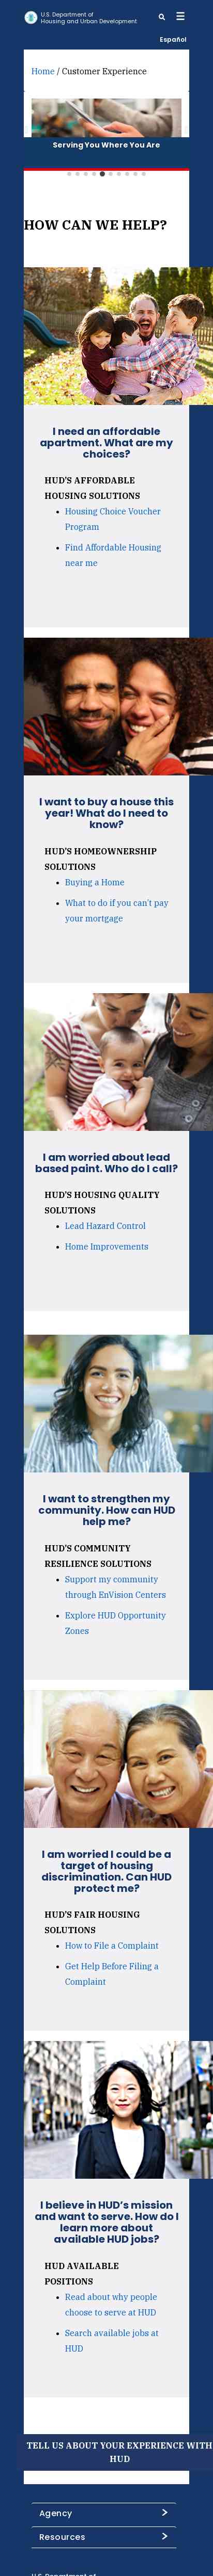 U.S. Department of
Housing and Urban Development
Español
Home / Customer Experience
Serving You Where You Are
HOW CAN WE HELP?
I need an affordable
apartment. What are my
choices?
HUD'S AFFORDABLE
HOUSING SOLUTIONS
Housing Choice Voucher
Program
Find Affordable Housing
near me
I want to buy a house this
year! What do I need to
know?
HUD'S HOMEOWNERSHIP
SOLUTIONS
Buying a Home
What to do if you can't pay
your mortgage
I am worried about lead
based paint. Who do I call?
HUD'S HOUSING QUALITY
SOLUTIONS
Lead Hazard Control
Home Improvements
I want to strengthen my
community. How can HUD
help me?
HUD'S COMMUNITY
RESILIENCE SOLUTIONS
Support my community
through EnVision Centers
Explore HUD Opportunity
Zones
I am worried I could be a
target of housing
discrimination. Can HUD
protect me?
HUD'S FAIR HOUSING
SOLUTIONS
How to File a Complaint
Get Help Before Filing a
Complaint
I believe in HUD's mission
and want to serve. How do I
learn more about
available HUD jobs?
HUD AVAILABLE
POSITIONS
Read about why people
choose to serve at HUD
Search available jobs at
HUD
TELL US ABOUT YOUR EXPERIENCE WITH
HUD
Agency
Resources
U.S. Department of